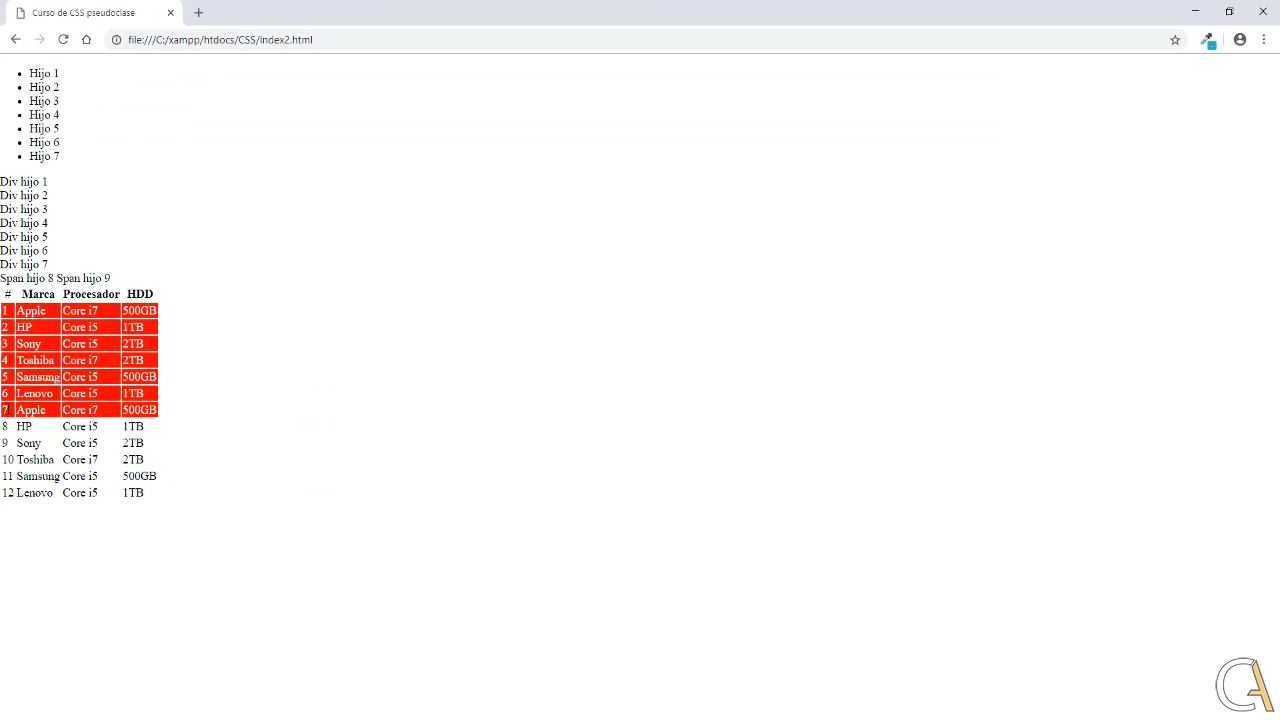 Curso de CSS pseudoclase
file:///C:/xampp/htdocs/CSS/index2.html
Hijo 1
Hijo 2
Hijo 3
Hijo 4
Hijo 5
Hijo 6
Hijo 7
Div hijo 1
Div hijo 2
Div hijo 3
Div hijo 4
Div hijo 5
Div hijo 6
Div hijo 7
Span hijo 8 Span hijo 9
# Marca Procesador HDD
1 Apple Core i7 500GB
2 HP Core i5 1TB
3 Sony Core i5 2TB
4 Toshiba Core i7 2TB
5 Samsung Core i5 500GB
6 Lenovo Core i5 1TB
7 Apple Core i7 500GB
8 HP Core i5 1TB
9 Sony Core i5 2TB
10 Toshiba Core i7 2TB
11 Samsung Core i5 500GB
12 Lenovo Core i5 1TB
CA